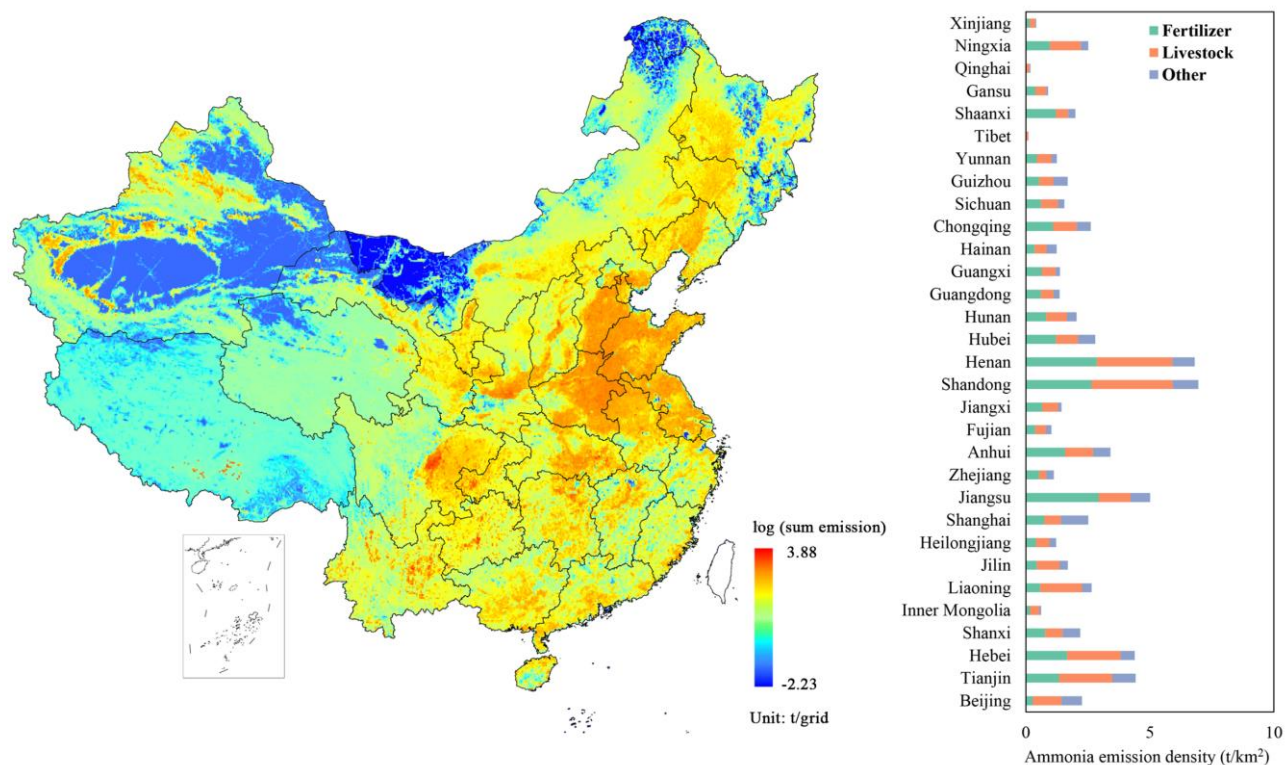 log (sum emission)
3.88
-2.23
Unit: t/grid
Fertilizer
Livestock
Other
Xinjiang
Ningxia
Qinghai
Gansu
Shaanxi
Tibet
Yunnan
Guizhou
Sichuan
Chongqing
Hainan
Guangxi
Guangdong
Hunan
Hubei
Henan
Shandong
Jiangxi
Fujian
Anhui
Zhejiang
Jiangsu
Shanghai
Heilongjiang
Jilin
Liaoning
Inner Mongolia
Shanxi
Hebei
Tianjin
Beijing
0 5 10
Ammonia emission density (t/km²)